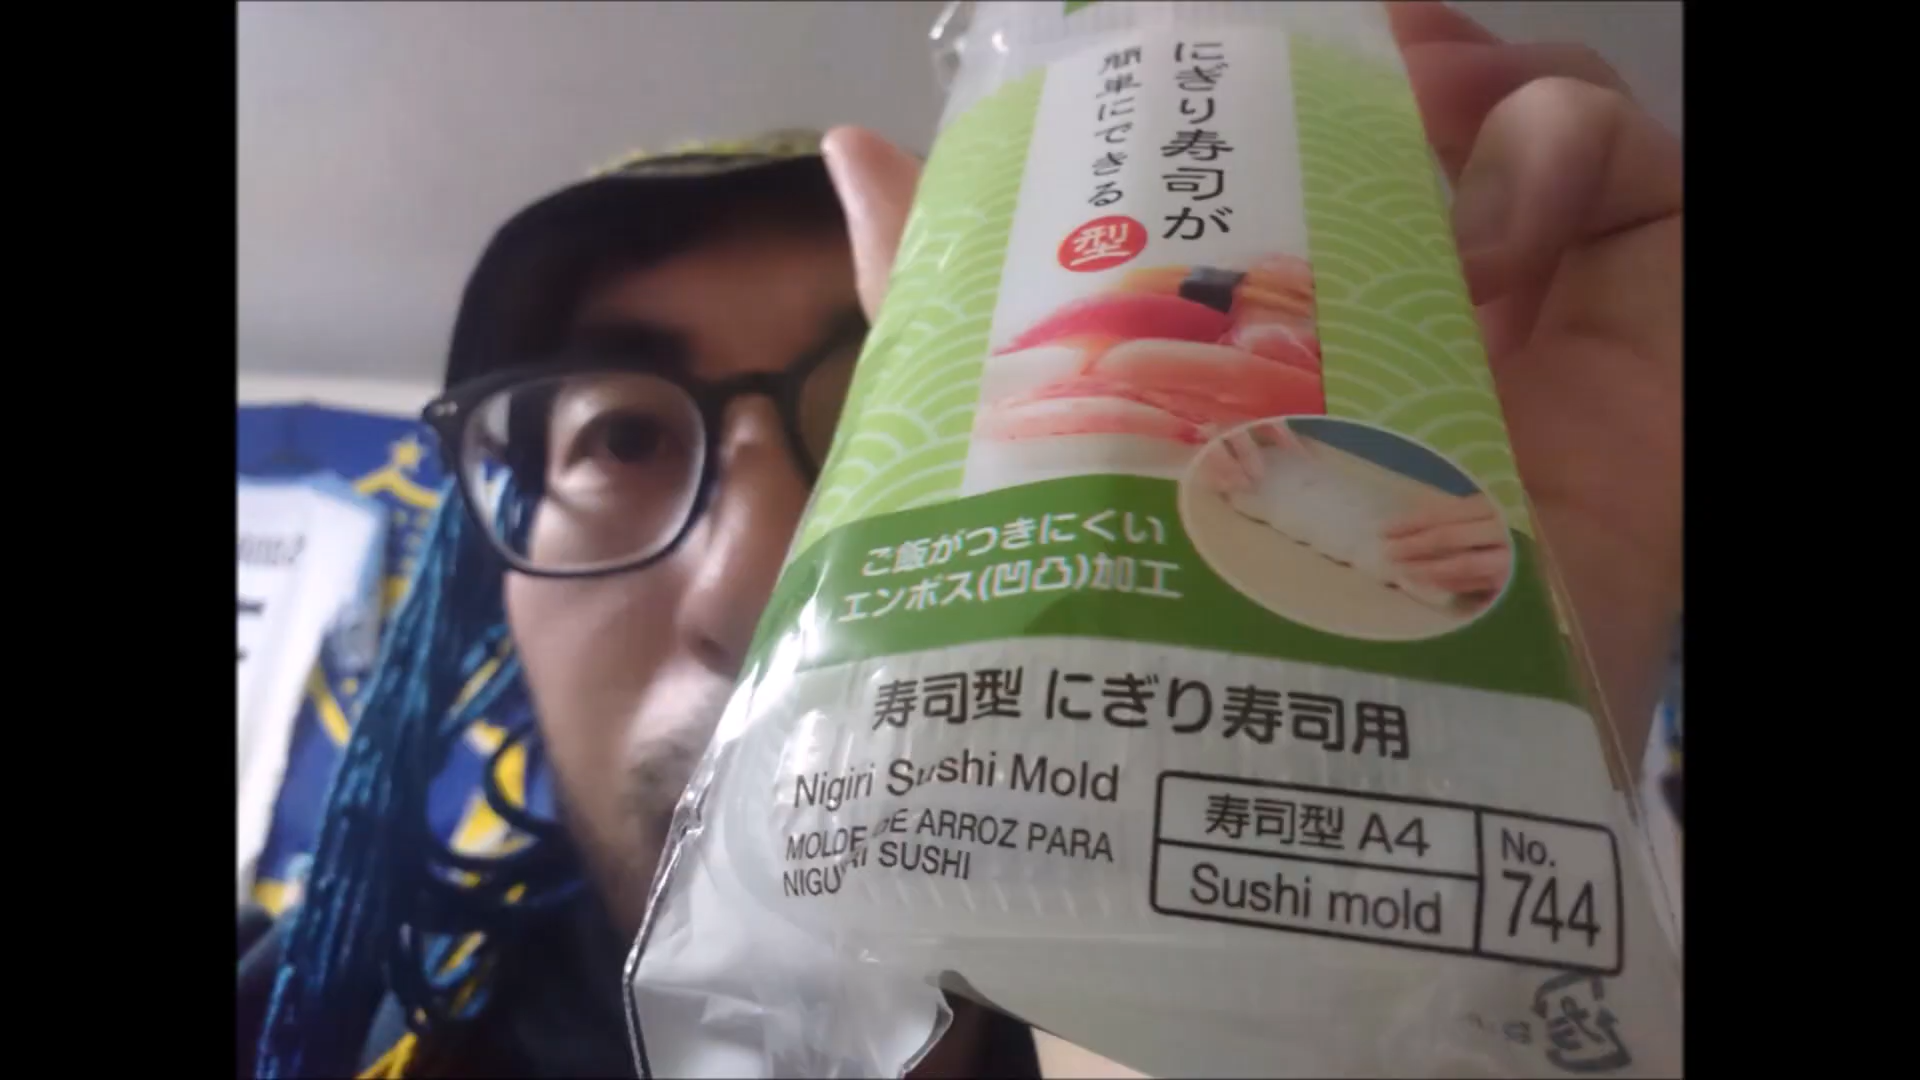 にぎり寿司が
簡単にできる
型
ご飯がつきにくい
エンボス(凹凸)加工
寿司型 にぎり寿司用
Nigiri Sushi Mold
MOLDE DE ARROZ PARA
SUSHI
寿司型 A4
Sushi mold
No.
744